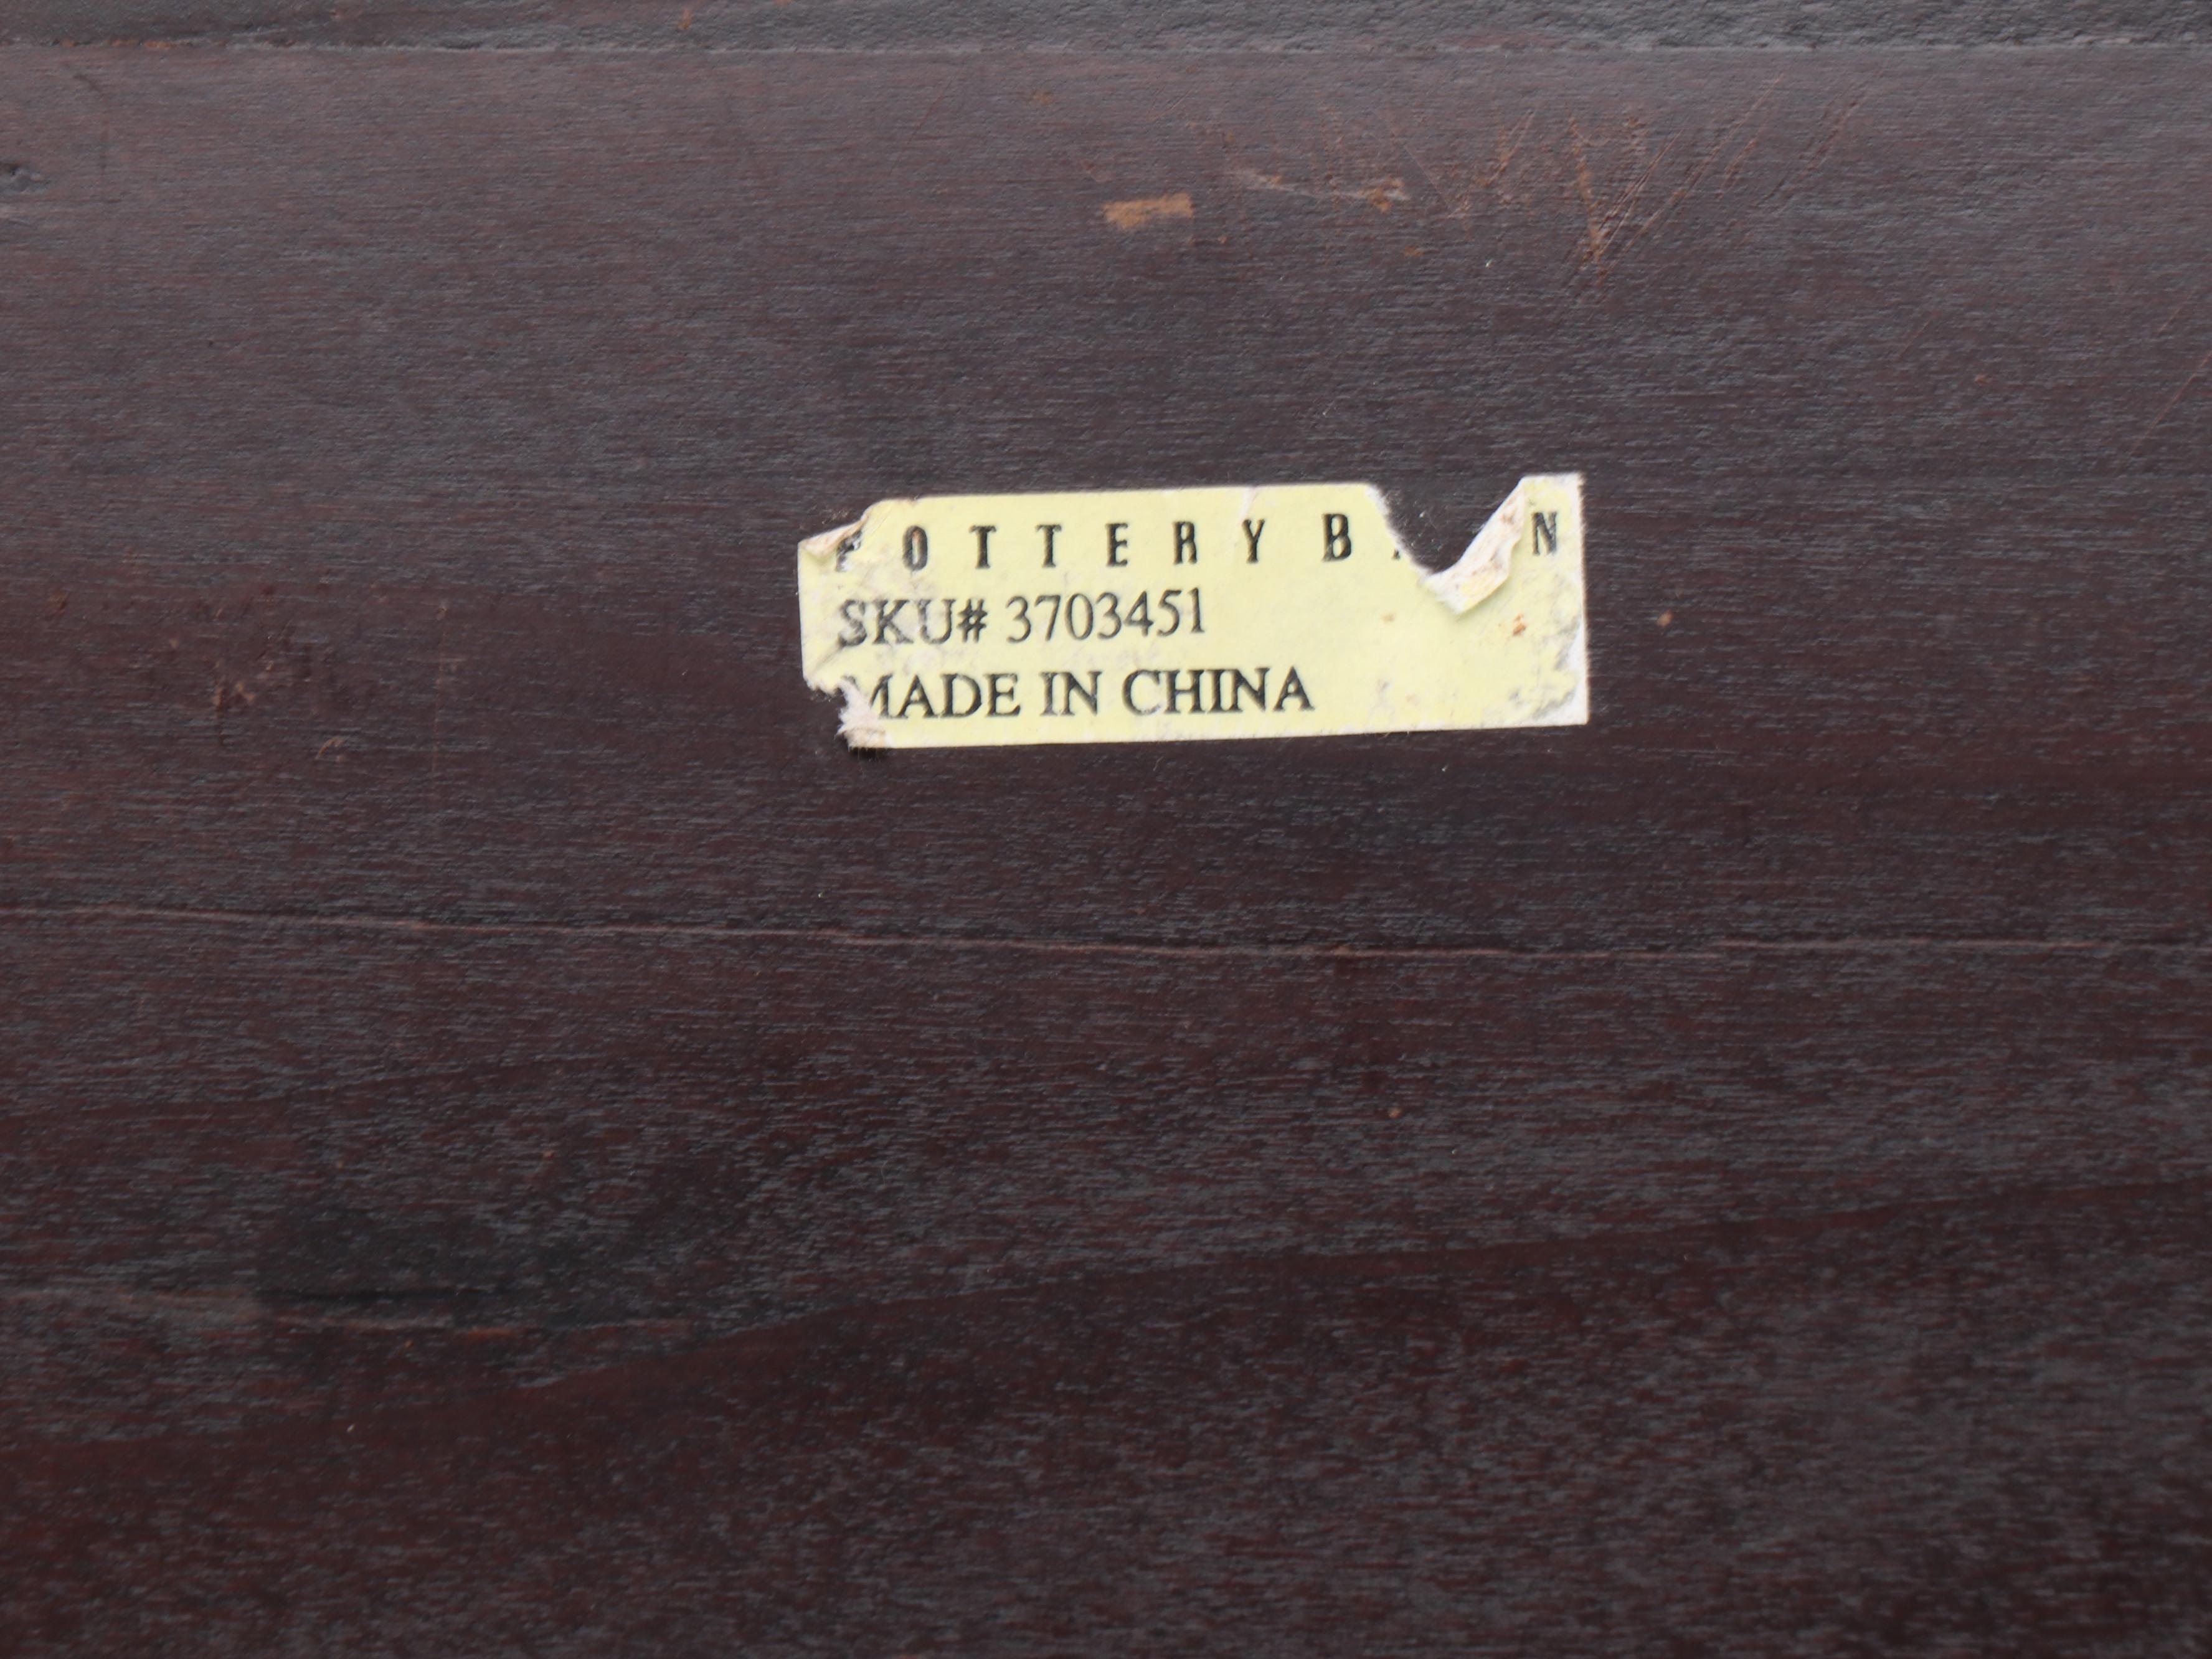 POTTERY B N
SKU# 3703451
MADE IN CHINA